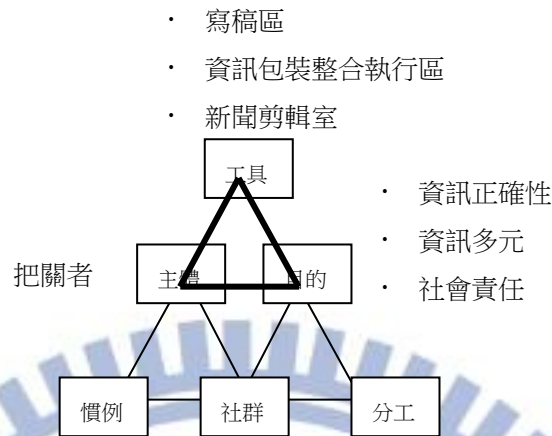 · 寫稿區
· 資訊包裝整合執行區
· 新聞剪輯室
工具
· 資訊正確性
· 資訊多元
· 社會責任
把關者
主體
目的
慣例
社群
分工